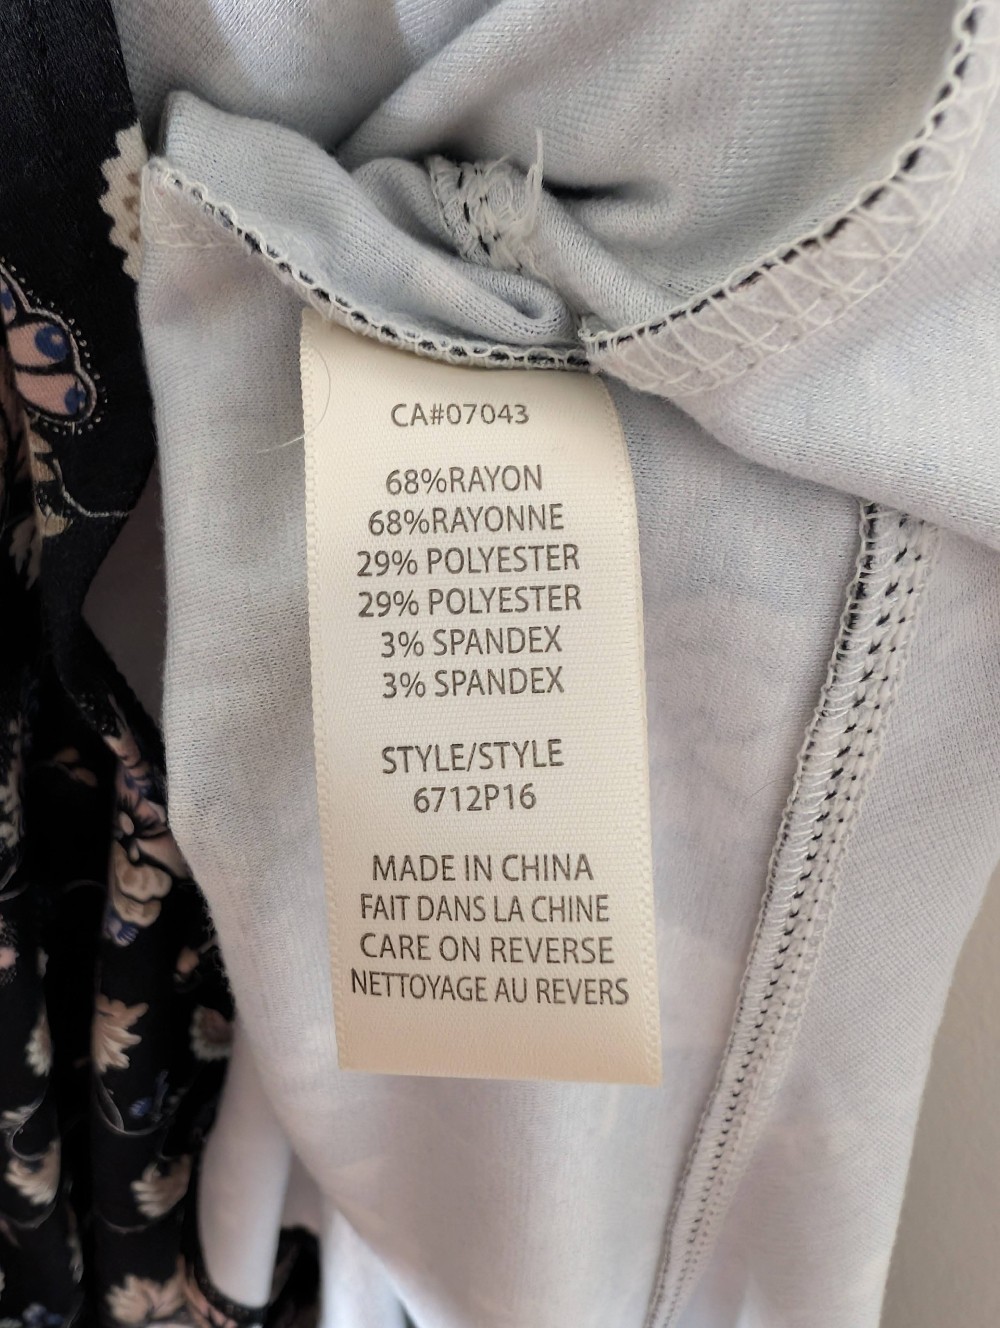 CA#07043
68%RAYON
68%RAYONNE
29% POLYESTER
29% POLYESTER
3% SPANDEX
3% SPANDEX
STYLE/STYLE
6712P16
MADE IN CHINA
FAIT DANS LA CHINE
CARE ON REVERSE
NETTOYAGE AU REVERS